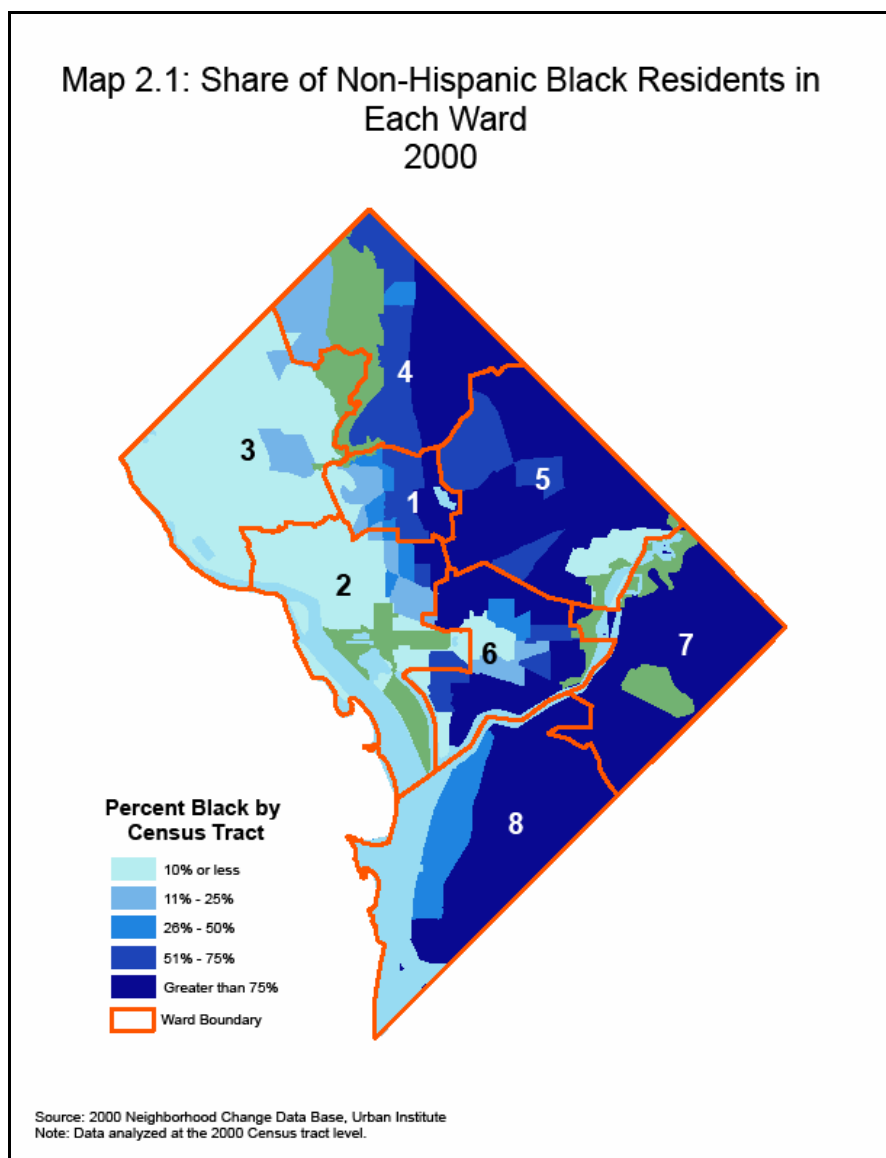 Map 2.1: Share of Non-Hispanic Black Residents in
Each Ward
2000
4
3
5
1
2
6
7
8
Percent Black by
Census Tract
10% or less
11% - 25%
26% - 50%
51% - 75%
Greater than 75%
Ward Boundary
Source: 2000 Neighborhood Change Data Base, Urban Institute
Note: Data analyzed at the 2000 Census tract level.